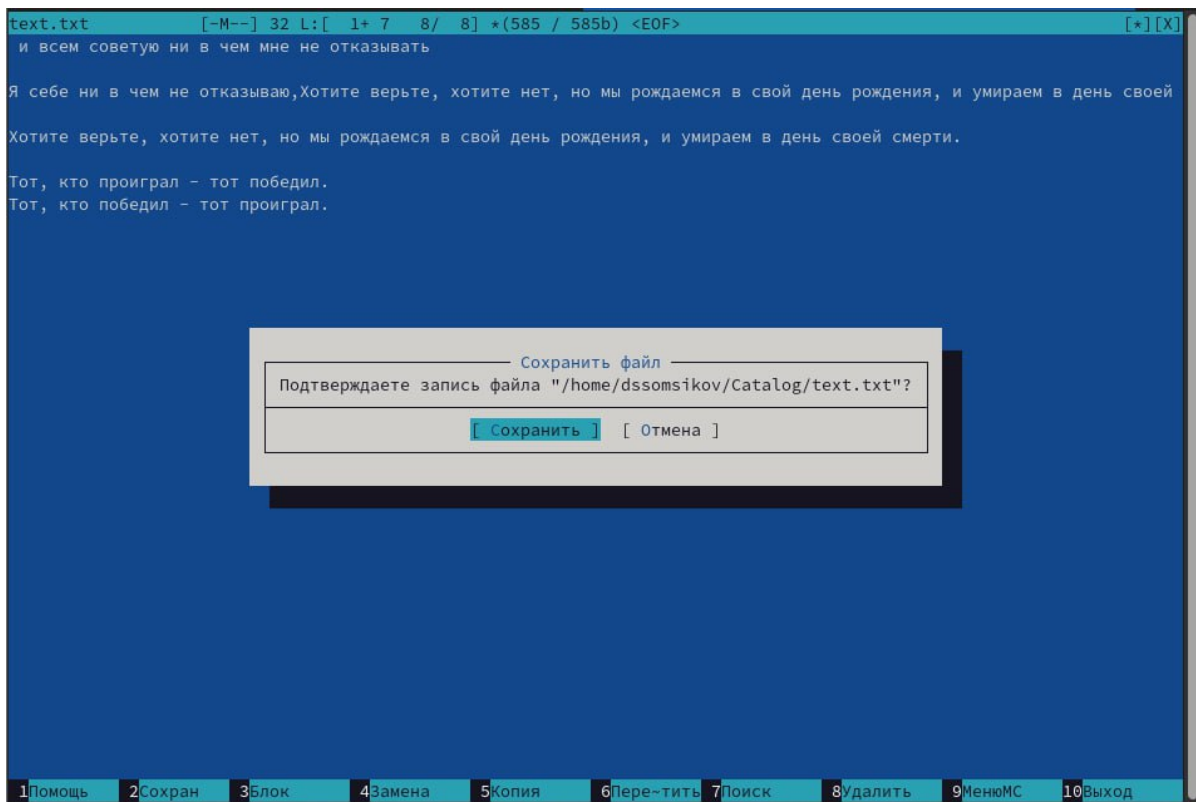 text.txt [-M--] 32 L:[ 1+ 7 8/ 8] *(585 / 585b) <EOF> [*][X]
и всем советую ни в чем мне не отказывать
Я себе ни в чем не отказываю,Хотите верьте, хотите нет, но мы рождаемся в свой день рождения, и умираем в день своей
Хотите верьте, хотите нет, но мы рождаемся в свой день рождения, и умираем в день своей смерти.
Тот, кто проиграл - тот победил.
Тот, кто победил - тот проиграл.
Сохранить файл
Подтверждаете запись файла "/home/dssomsikov/Catalog/text.txt"?
[ Сохранить ] [ Отмена ]
1Помощь 2Сохран 3Блок 4Замена 5Копия 6Пере~тить 7Поиск 8Удалить 9МенюMC 10Выход